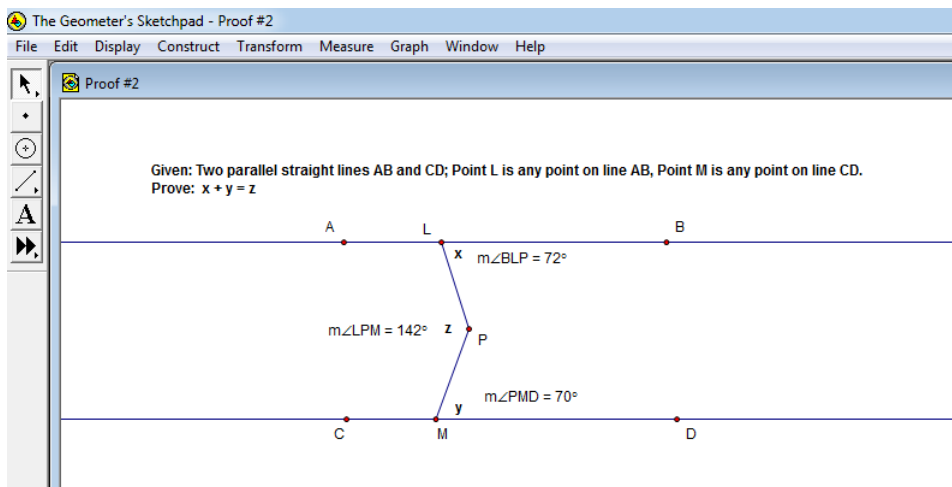 The Geometer's Sketchpad - Proof #2
File Edit Display Construct Transform Measure Graph Window Help
Proof #2
A
Given: Two parallel straight lines AB and CD; Point L is any point on line AB, Point M is any point on line CD.
Prove: x + y = z
A L B
x m∠BLP = 72°
m∠LPM = 142° z P
m∠PMD = 70°
y
C M D